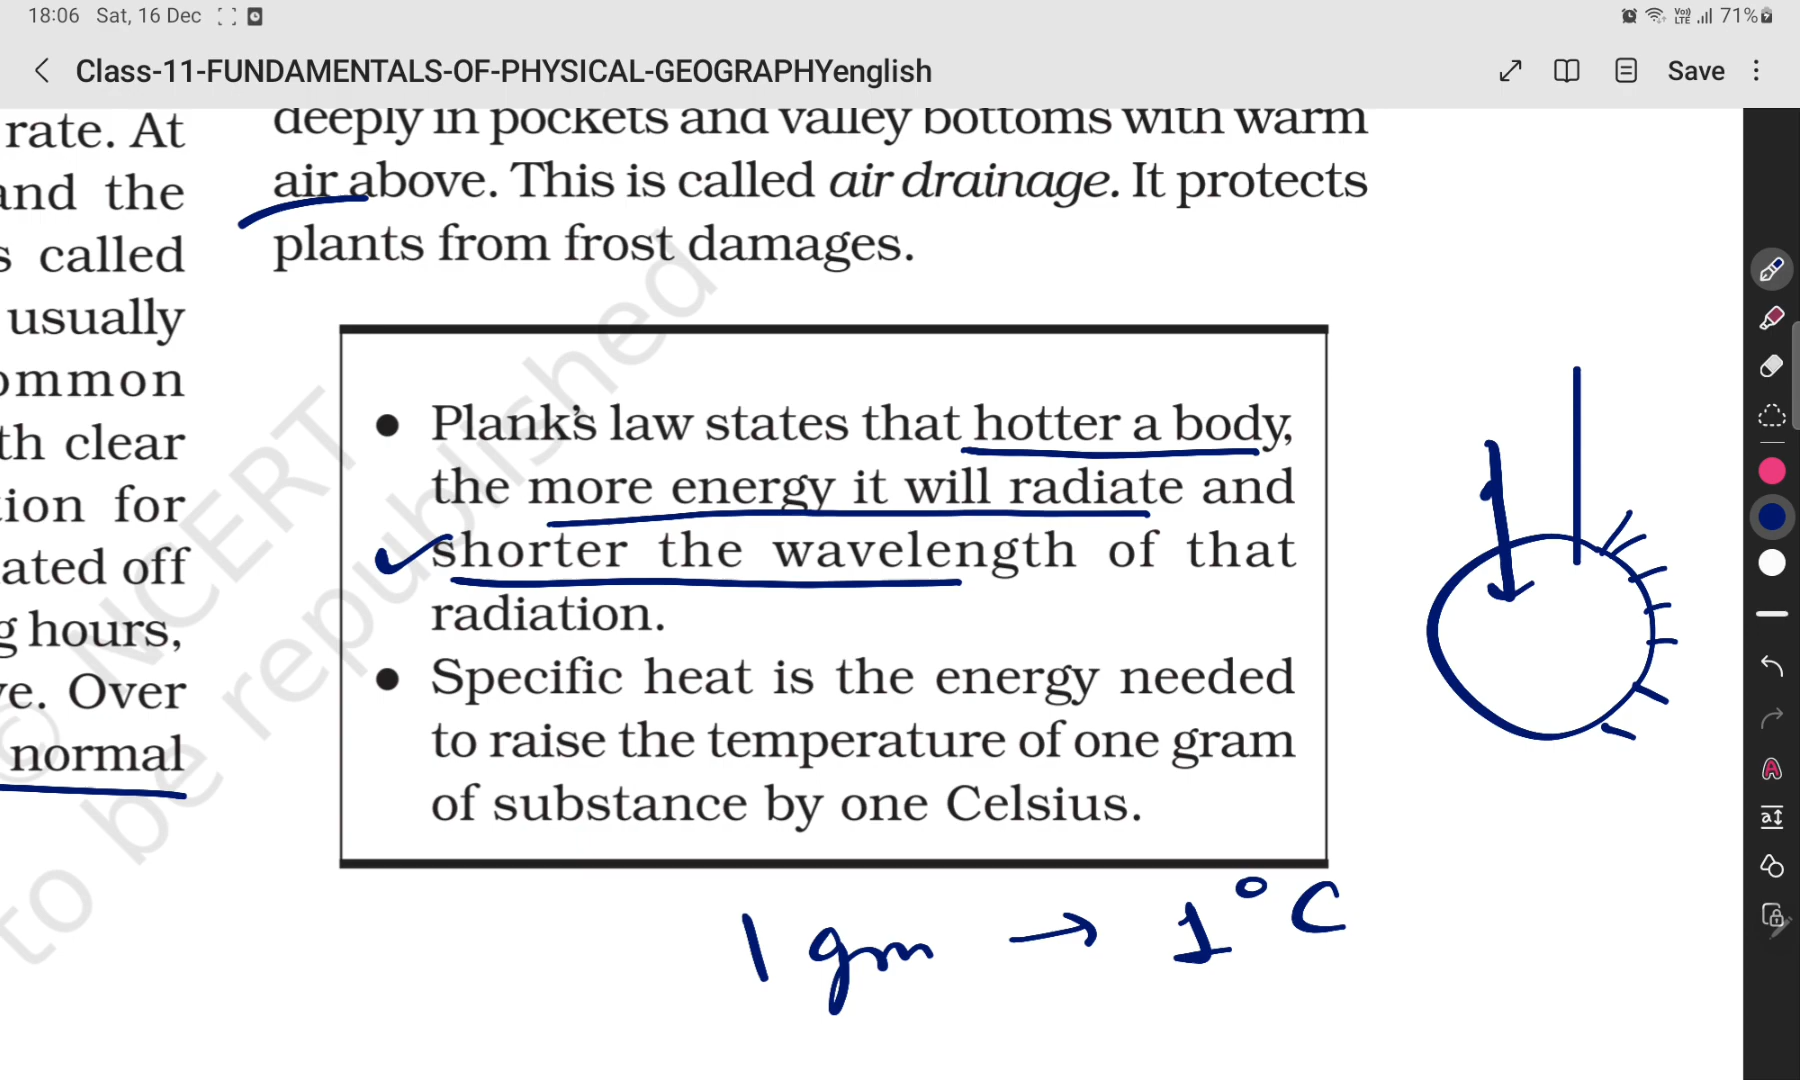 18:06 Sat, 16 Dec
71%
Class-11-FUNDAMENTALS-OF-PHYSICAL-GEOGRAPHYenglish
Save
rate. At
and the
s called
usually
ommon
th clear
tion for
ated off
g hours,
ve. Over
normal
deeply in pockets and valley bottoms with warm
air above. This is called air drainage. It protects
plants from frost damages.
• Plank's law states that hotter a body,
the more energy it will radiate and
shorter the wavelength of that
radiation.
• Specific heat is the energy needed
to raise the temperature of one gram
of substance by one Celsius.
1 gm → 1°C
© NCERT
to be republished